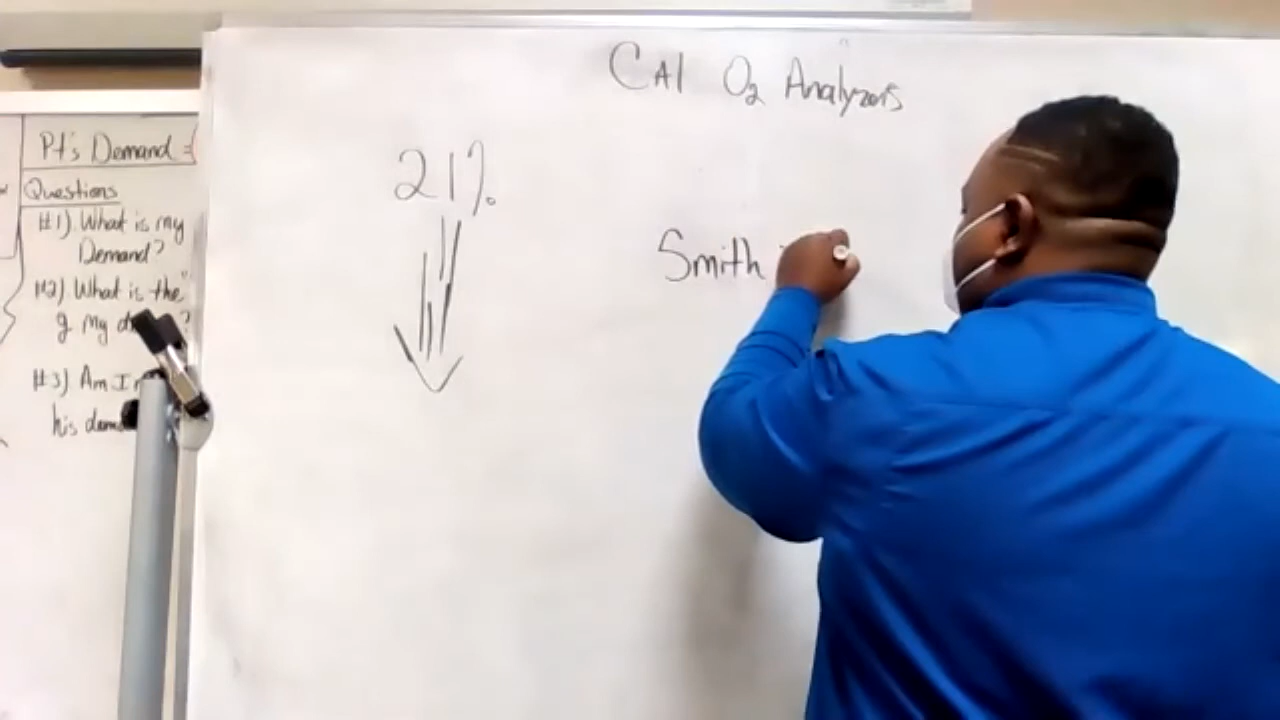 Cal O2 Analyzers
21%
Smith
Pt's Demand =
Questions
#1). What is my
Demand?
#2) What is the
my
?
#3) Am I
his